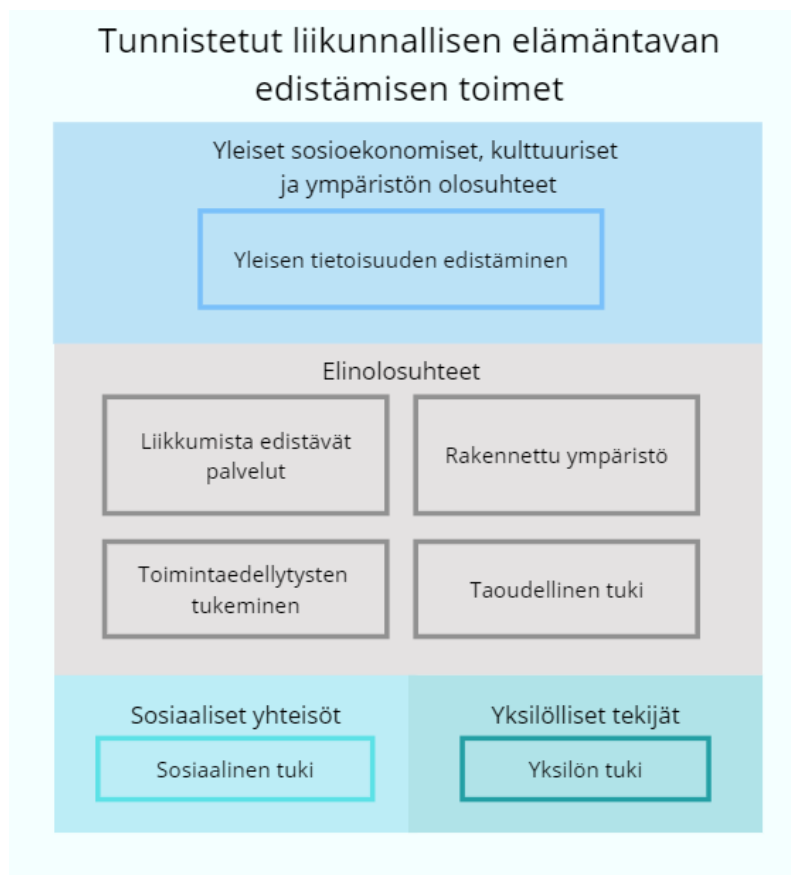 Tunnistetut liikunnallisen elämäntavan
edistämisen toimet
Yleiset sosioekonomiset, kulttuuriset
ja ympäristön olosuhteet
Yleisen tietoisuuden edistäminen
Elinolosuhteet
Liikkumista edistävät
palvelut
Rakennettu ympäristö
Toimintaedellytysten
tukeminen
Taoudellinen tuki
Sosiaaliset yhteisöt
Sosiaalinen tuki
Yksilölliset tekijät
Yksilön tuki